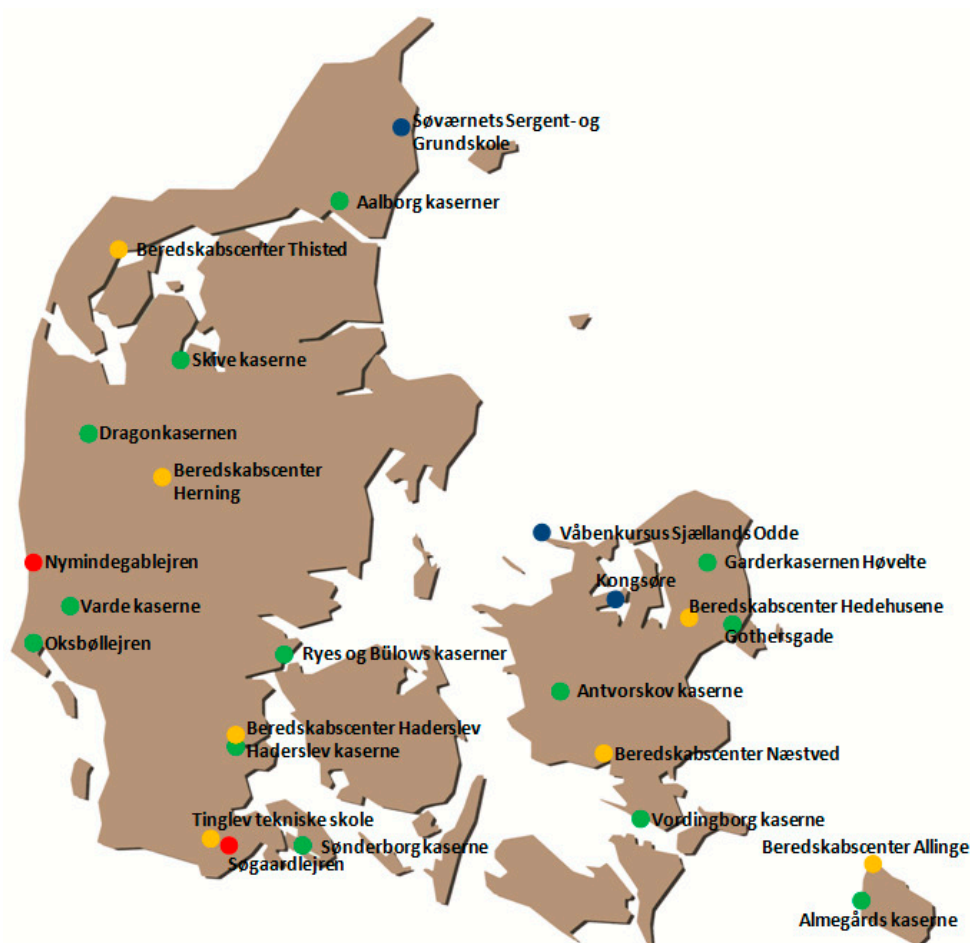 Søværnets Sergent- og
Grundskole
Aalborg kaserner
Beredskabscenter Thisted
Skive kaserne
Dragonkasernen
Beredskabscenter
Herning
Våbenkursus Sjællands Odde
Nymindegablejren
Garderkasernen Høvelte
Kongsøre
Varde kaserne
Beredskabscenter Hedehusene
Gothersgade
Oksbøllejren
Ryes og Bülows kaserner
Antvorskov kaserne
Beredskabscenter Haderslev
Haderslev kaserne
Beredskabscenter Næstved
Tinglev tekniske skole
Vordingborg kaserne
Sønderborg kaserne
Søgaardlejren
Beredskabscenter Allinge
Almegårds kaserne